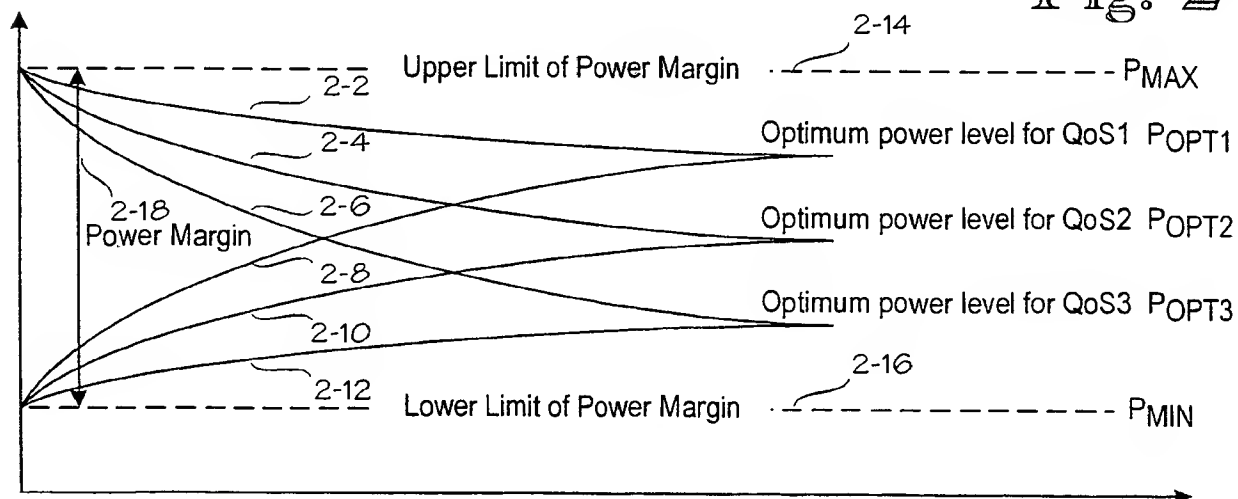 Fig. 2
2-14
Upper Limit of Power Margin
PMAX
2-2
Optimum power level for QoS1 POPT1
2-4
2-18
Power Margin
2-6
Optimum power level for QoS2 POPT2
2-8
Optimum power level for QoS3 POPT3
2-10
2-12
2-16
Lower Limit of Power Margin
PMIN